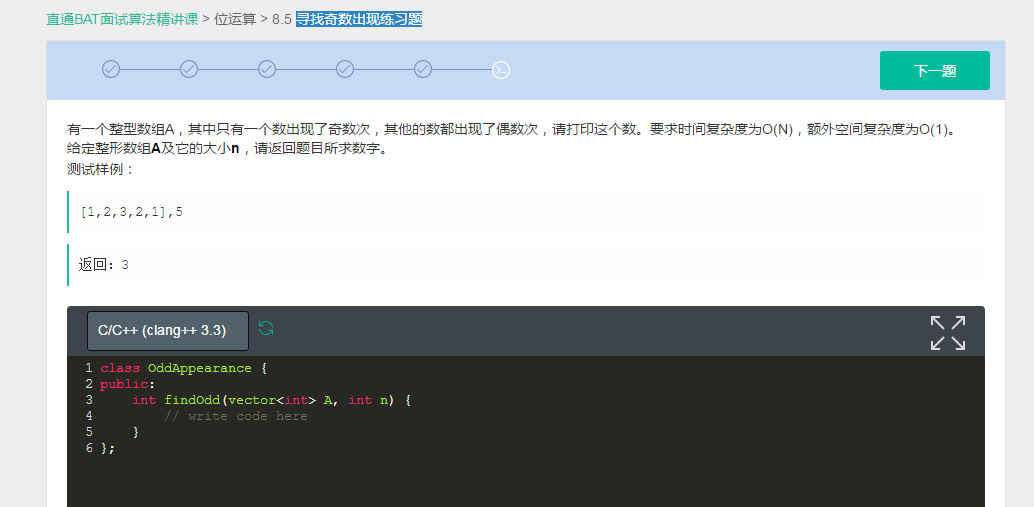 直通BAT面试算法精讲课 > 位运算 > 8.5 寻找奇数出现练习题
下一题
有一个整型数组A，其中只有一个数出现了奇数次，其他的数都出现了偶数次，请打印这个数。要求时间复杂度为O(N)，额外空间复杂度为O(1)。
给定整形数组A及它的大小n，请返回题目所求数字。
测试样例：
[1,2,3,2,1],5
返回：3
C/C++ (clang++ 3.3)
1 class OddAppearance {
2 public:
3     int findOdd(vector<int> A, int n) {
4         // write code here
5     }
6 };